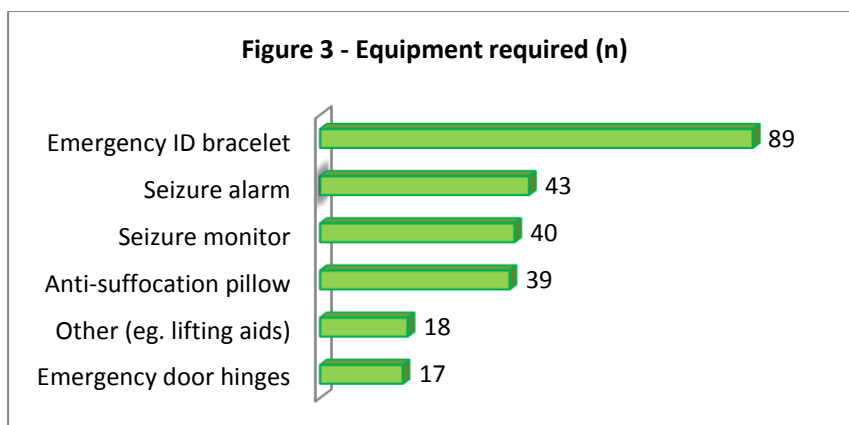 Figure 3 - Equipment required (n)
Emergency ID bracelet 89
Seizure alarm 43
Seizure monitor 40
Anti-suffocation pillow 39
Other (eg. lifting aids) 18
Emergency door hinges 17